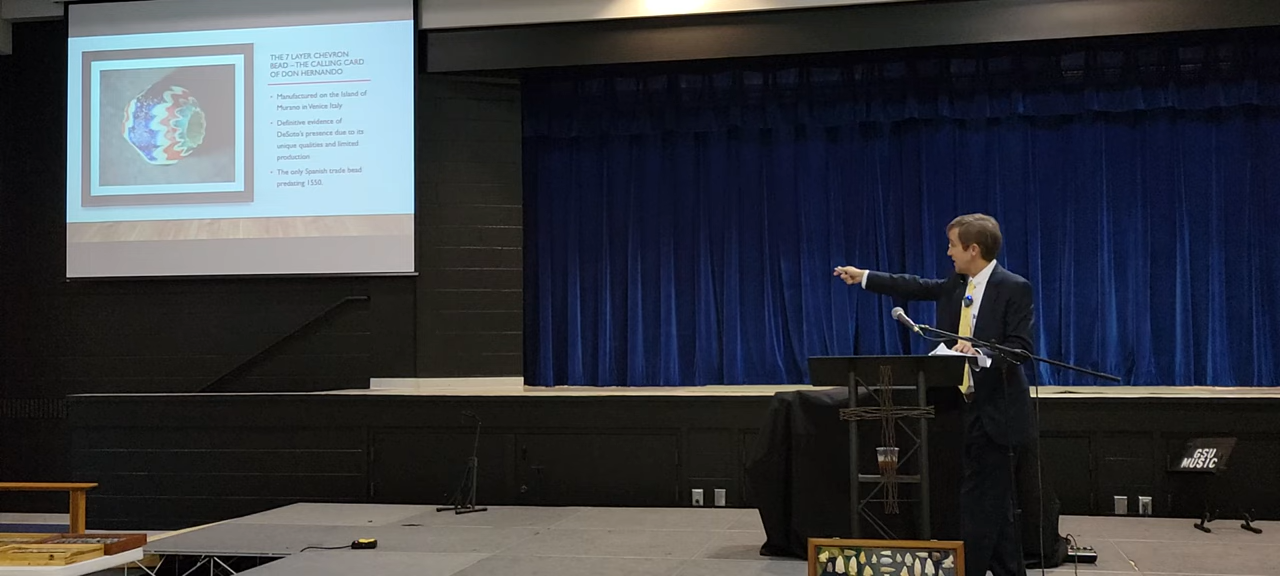 THE 7 LAYER CHEVRON
BEAD – THE CALLING CARD
OF DON HERNANDO
• Manufactured on the Island of
Murano in Venice Italy
• Definitive evidence of
DeSoto's presence due to its
unique qualities and limited
production
• The only Spanish trade bead
predating 1550.
GSU
MUSIC